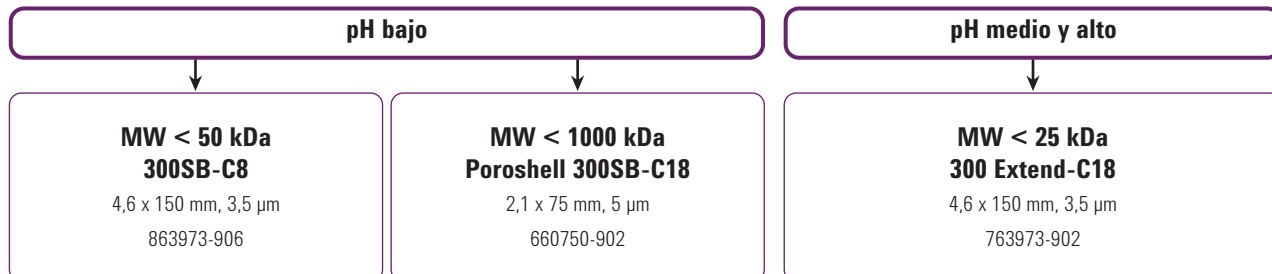 pH bajo
pH medio y alto
MW < 50 kDa
300SB-C8
4,6 x 150 mm, 3,5 µm
863973-906
MW < 1000 kDa
Poroshell 300SB-C18
2,1 x 75 mm, 5 µm
660750-902
MW < 25 kDa
300 Extend-C18
4,6 x 150 mm, 3,5 µm
763973-902